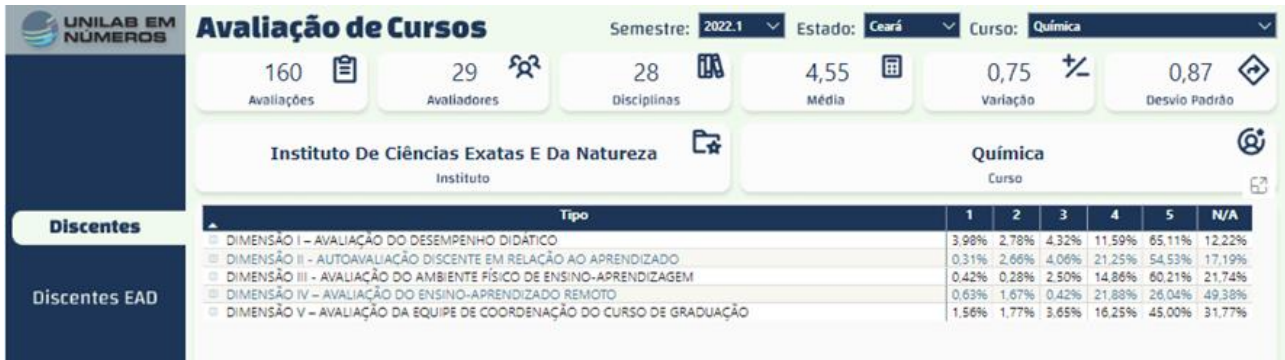 UNILAB EM
NÚMEROS
Avaliação de Cursos
Semestre: 2022.1 Estado: Ceará Curso: Química
160 29 28 4,55 0,75 0,87
Avaliações Avaliadores Disciplinas Média Variação Desvio Padrão
Instituto De Ciências Exatas E Da Natureza Química
Instituto Curso
Discentes
Discentes EAD
Tipo 1 2 3 4 5 N/A
DIMENSÃO I – AVALIAÇÃO DO DESEMPENHO DIDÁTICO 3,98% 2,78% 4,32% 11,59% 65,11% 12,22%
DIMENSÃO II - AUTOAVALIAÇÃO DISCENTE EM RELAÇÃO AO APRENDIZADO 0,31% 2,66% 4,06% 21,25% 54,53% 17,19%
DIMENSÃO III - AVALIAÇÃO DO AMBIENTE FÍSICO DE ENSINO-APRENDIZAGEM 0,42% 0,28% 2,50% 14,86% 60,21% 21,74%
DIMENSÃO IV – AVALIAÇÃO DO ENSINO-APRENDIZADO REMOTO 0,63% 1,67% 0,42% 21,88% 26,04% 49,38%
DIMENSÃO V – AVALIAÇÃO DA EQUIPE DE COORDENAÇÃO DO CURSO DE GRADUAÇÃO 1,56% 1,77% 3,65% 16,25% 45,00% 31,77%